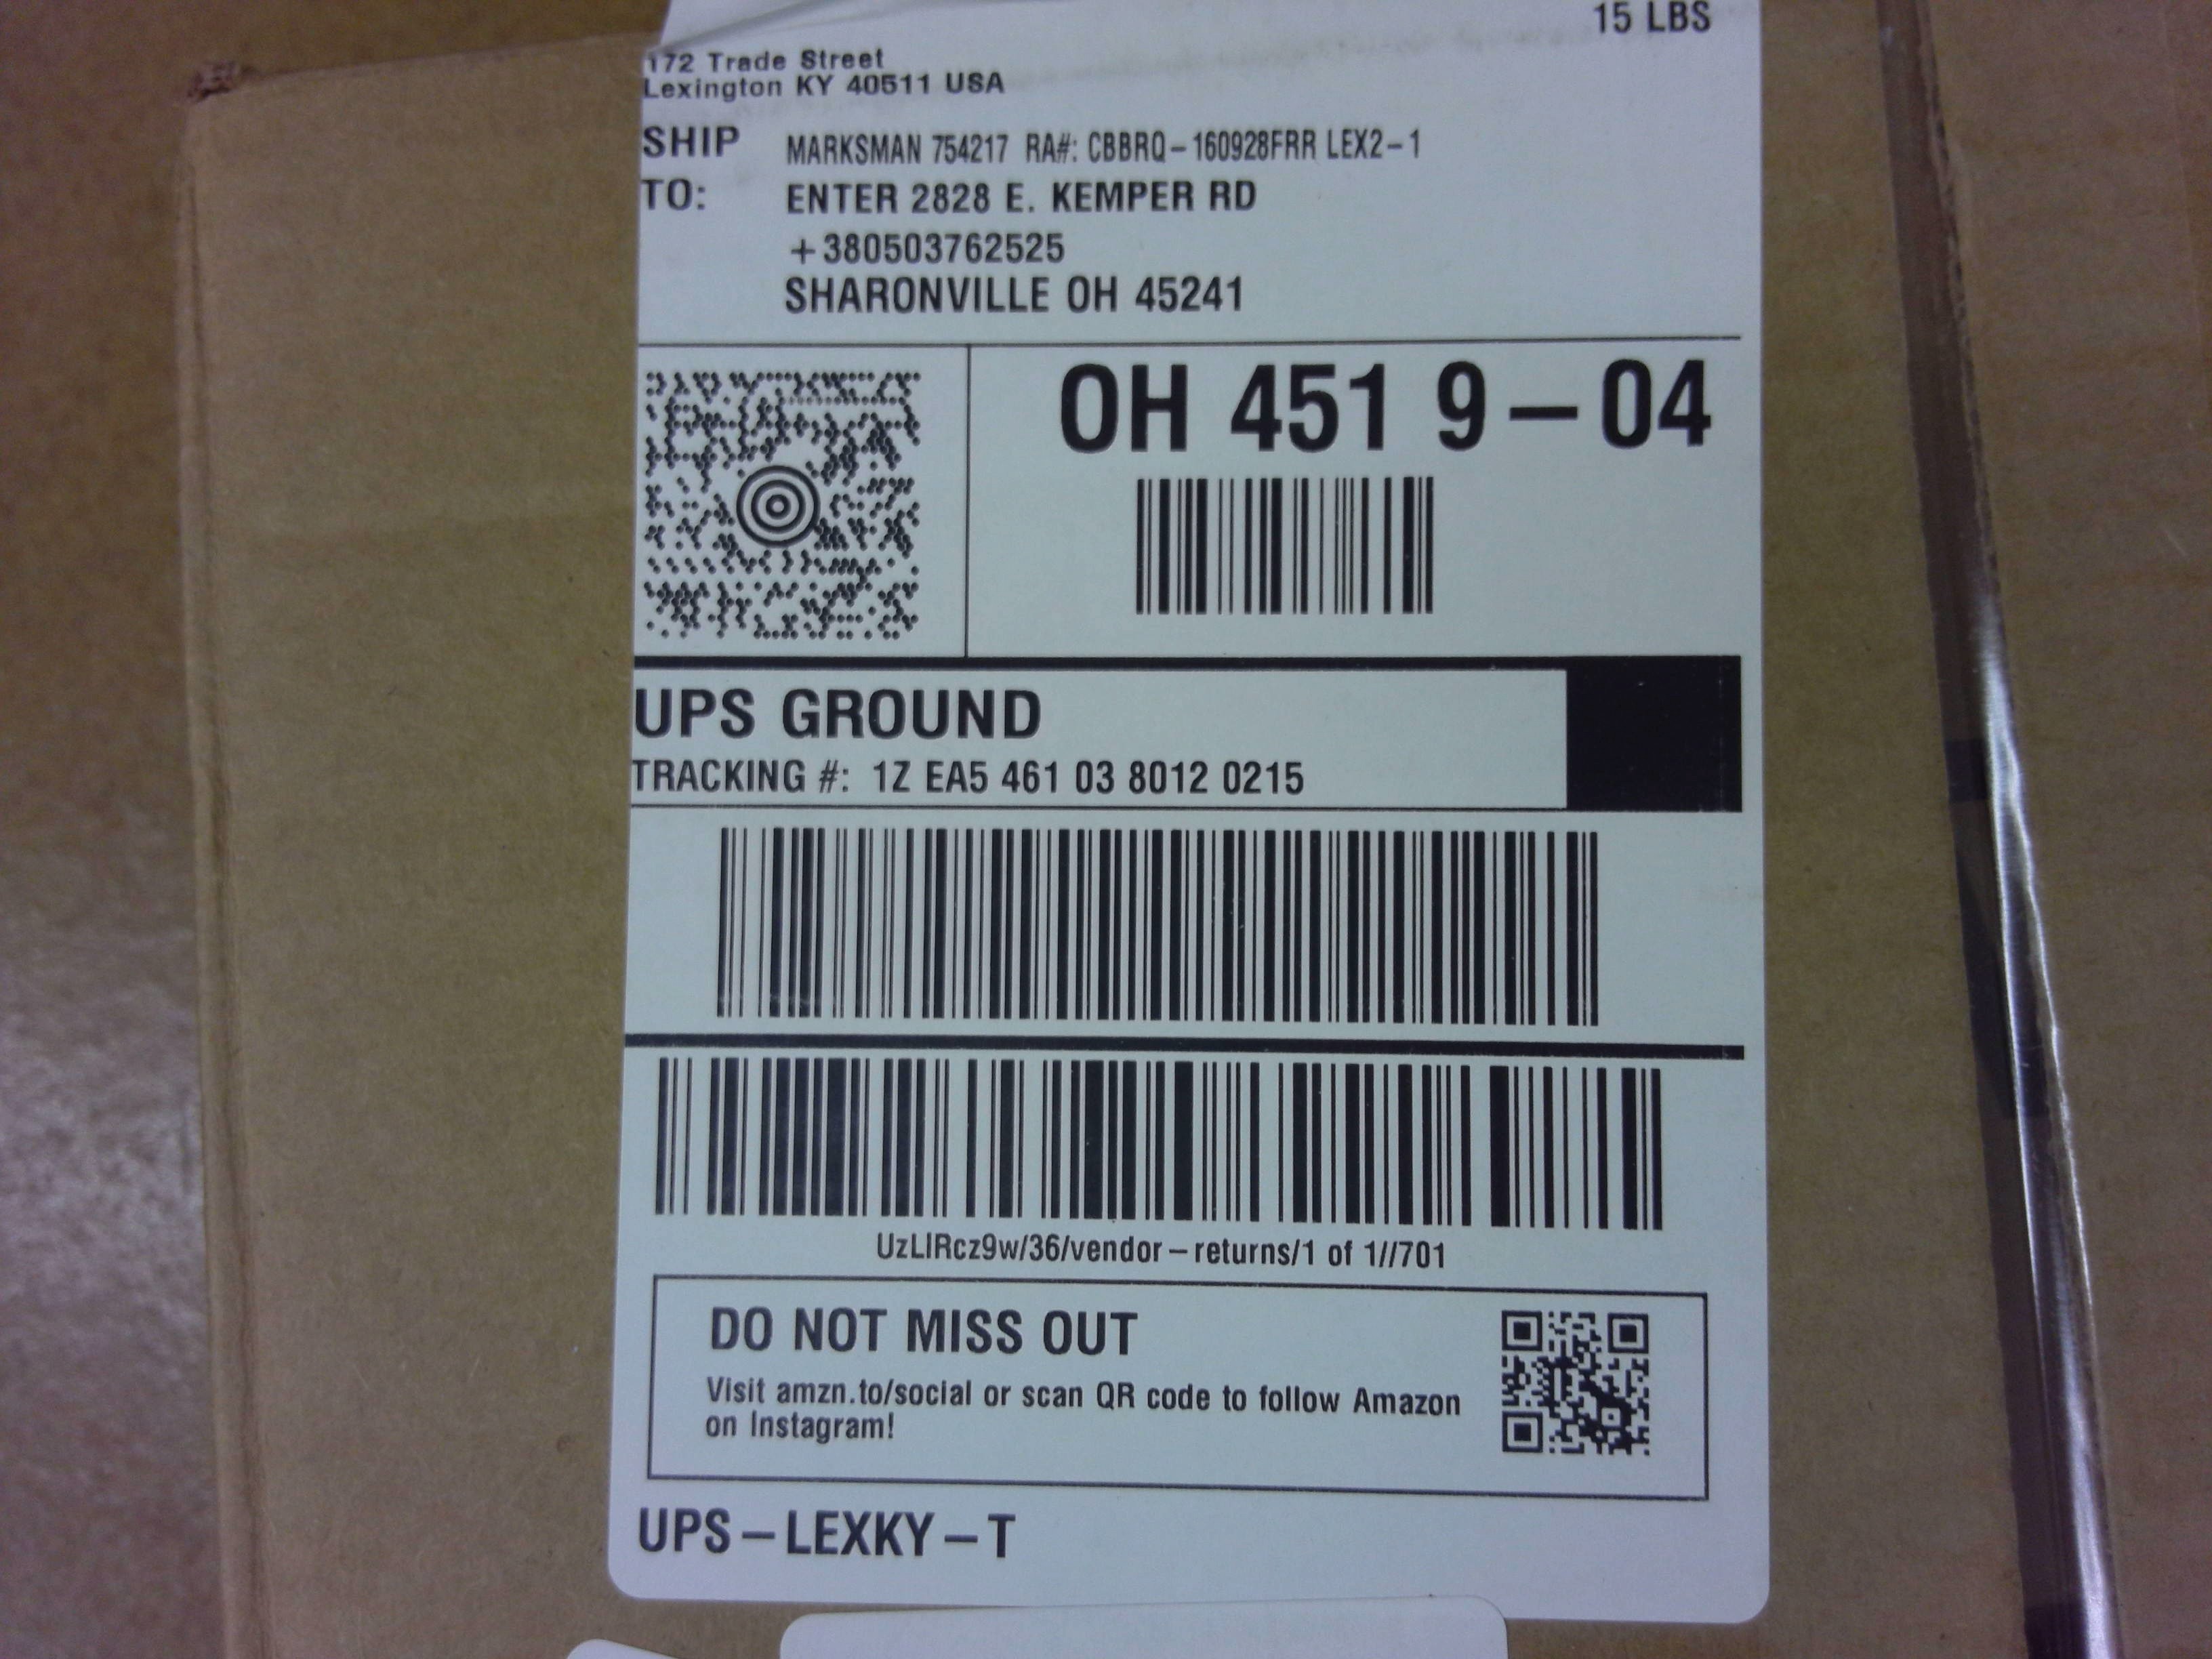 15 LBS
172 Trade Street
Lexington KY 40511 USA
SHIP
TO:
MARKSMAN 754217 RA#: CBBRQ-160928FRR LEX2-1
ENTER 2828 E. KEMPER RD
+380503762525
SHARONVILLE OH 45241
OH 451 9-04
UPS GROUND
TRACKING #: 1Z EA5 461 03 8012 0215
UzLIRcz9w/36/vendor-returns/1 of 1//701
DO NOT MISS OUT
Visit amzn.to/social or scan QR code to follow Amazon
on Instagram!
UPS-LEXKY-T